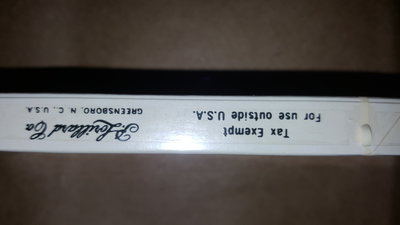 Tax Exempt
For use outside U.S.A.
P. Lorillard Co
GREENSBORO, N. C., U.S.A.